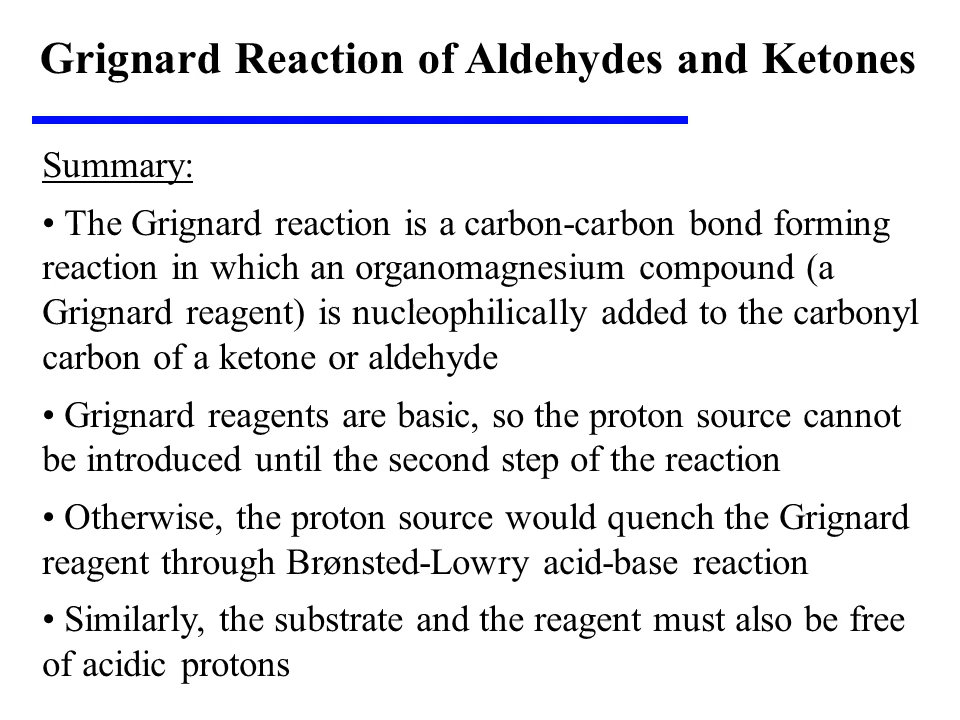 Grignard Reaction of Aldehydes and Ketones
Summary:
• The Grignard reaction is a carbon-carbon bond forming
reaction in which an organomagnesium compound (a
Grignard reagent) is nucleophilically added to the carbonyl
carbon of a ketone or aldehyde
• Grignard reagents are basic, so the proton source cannot
be introduced until the second step of the reaction
• Otherwise, the proton source would quench the Grignard
reagent through Brønsted-Lowry acid-base reaction
• Similarly, the substrate and the reagent must also be free
of acidic protons